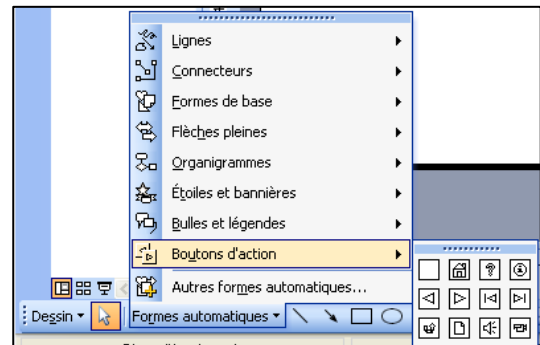 Lignes
Connecteurs
Formes de base
Flèches pleines
Organigrammes
Étoiles et bannières
Bulles et légendes
Boutons d'action
Autres formes automatiques...
Dessin
Formes automatiques